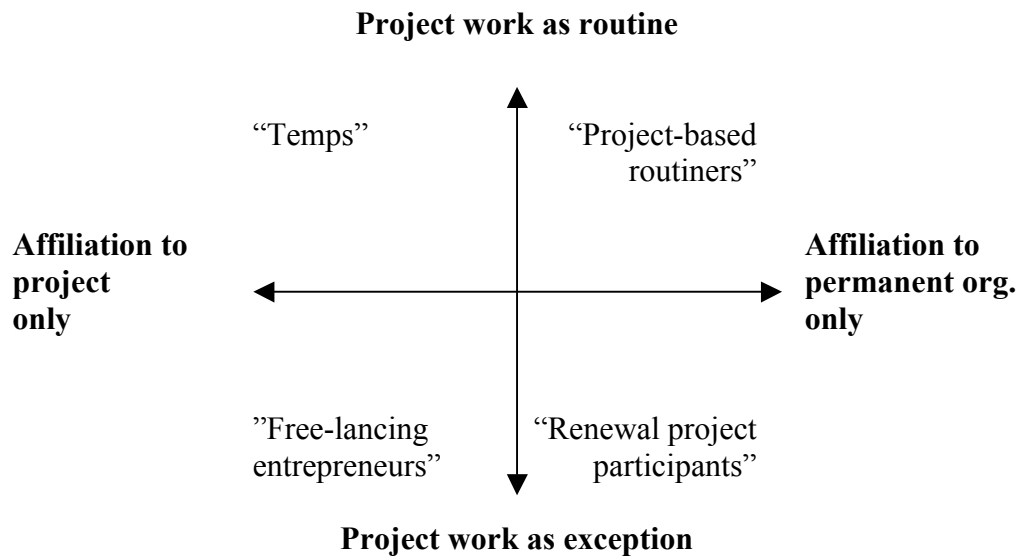 Project work as routine
“Temps”
“Project-based
routiners”
Affiliation to
project
only
Affiliation to
permanent org.
only
”Free-lancing
entrepreneurs”
“Renewal project
participants”
Project work as exception